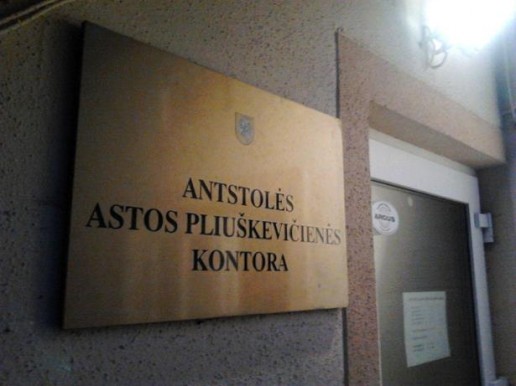 ANTSTOLĖS
ASTOS PLIUŠKEVIČIENĖS
KONTORA
ARGUS